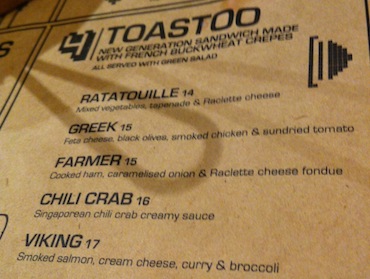 TOASTOO
NEW GENERATION SANDWICH MADE
WITH FRENCH BUCKWHEAT CREPES
ALL SERVED WITH GREEN SALAD
RATATOUILLE 14
Mixed vegetables, tapenade & Raclette cheese
GREEK 15
Feta cheese, black olives, smoked chicken & sundried tomato
FARMER 15
Cooked ham, caramelised onion & Raclette cheese fondue
CHILI CRAB 16
Singaporean chili crab creamy sauce
VIKING 17
Smoked salmon, cream cheese, curry & broccoli